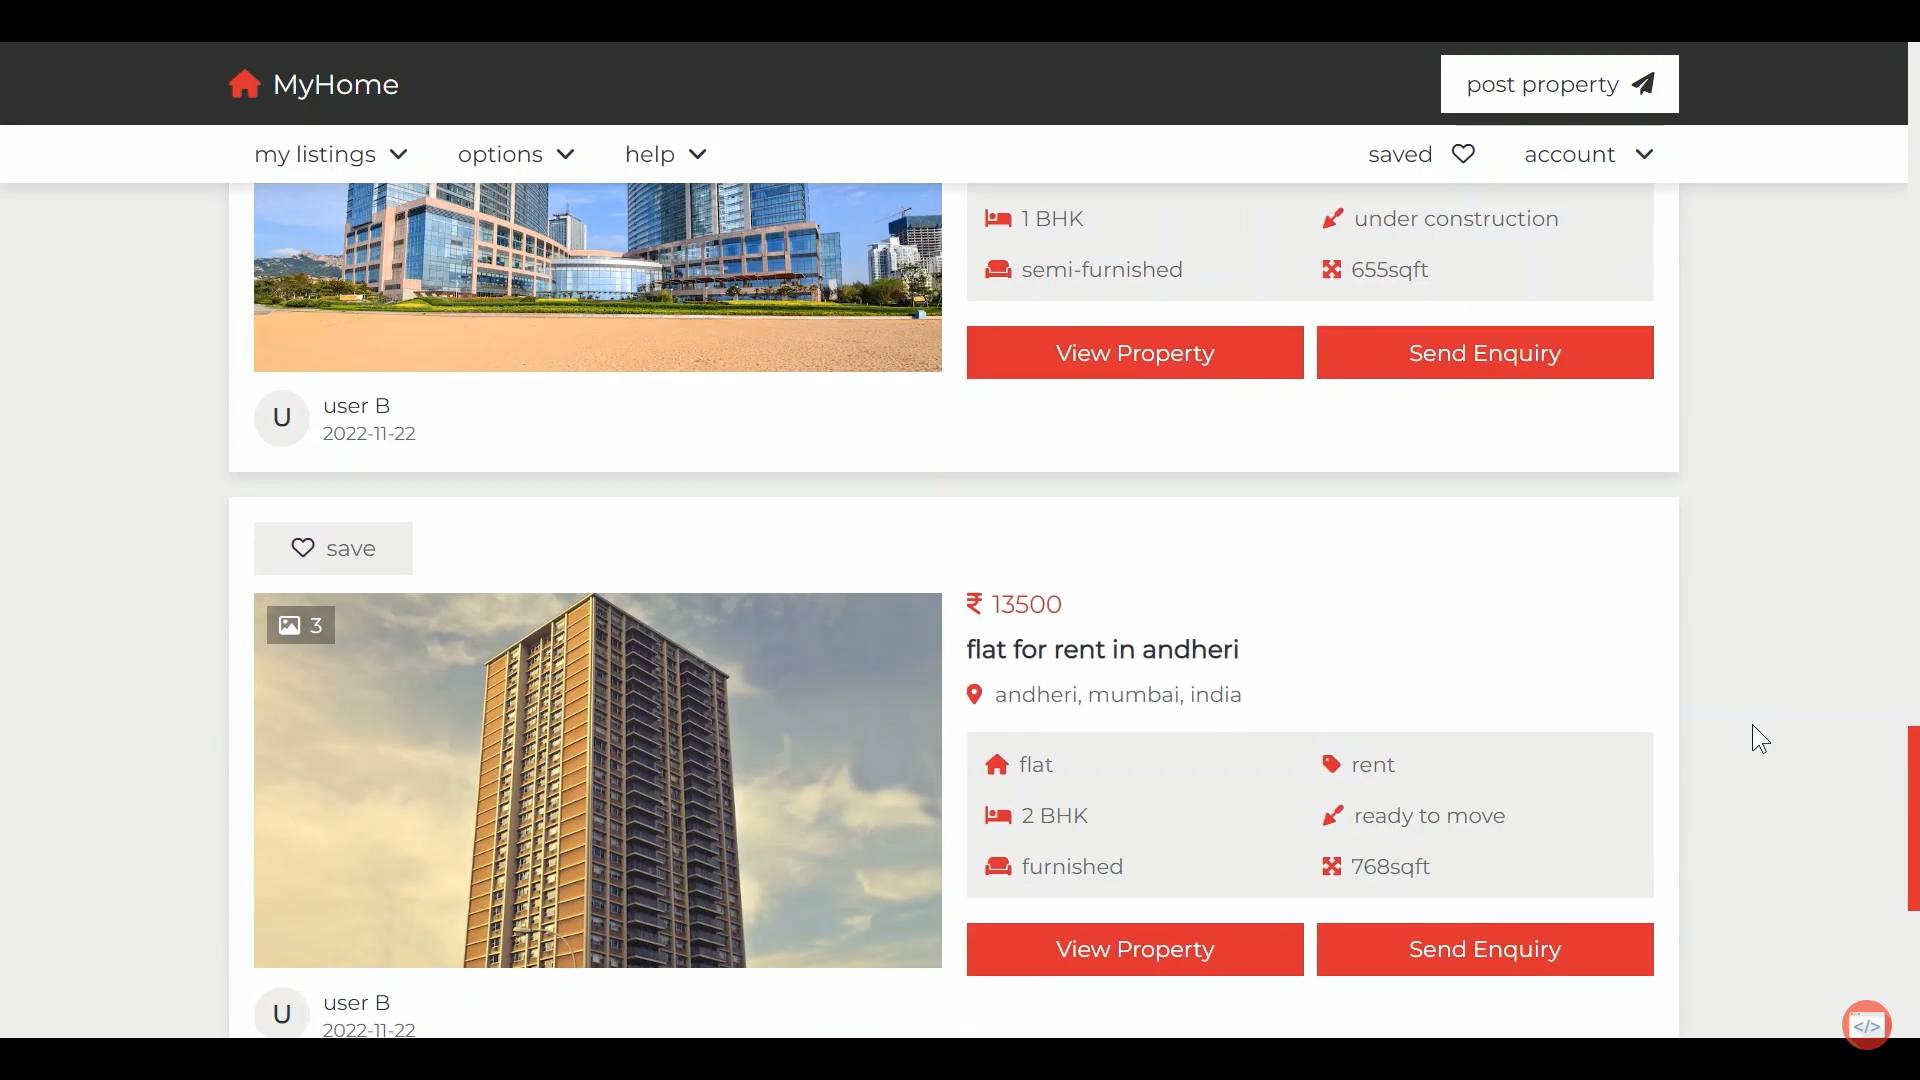 MyHome
post property
my listings options help saved account
1 BHK under construction
semi-furnished 655sqft
View Property Send Enquiry
U user B
2022-11-22
save
3
₹ 13500
flat for rent in andheri
andheri, mumbai, india
flat rent
2 BHK ready to move
furnished 768sqft
View Property Send Enquiry
U user B
2022-11-22
</>